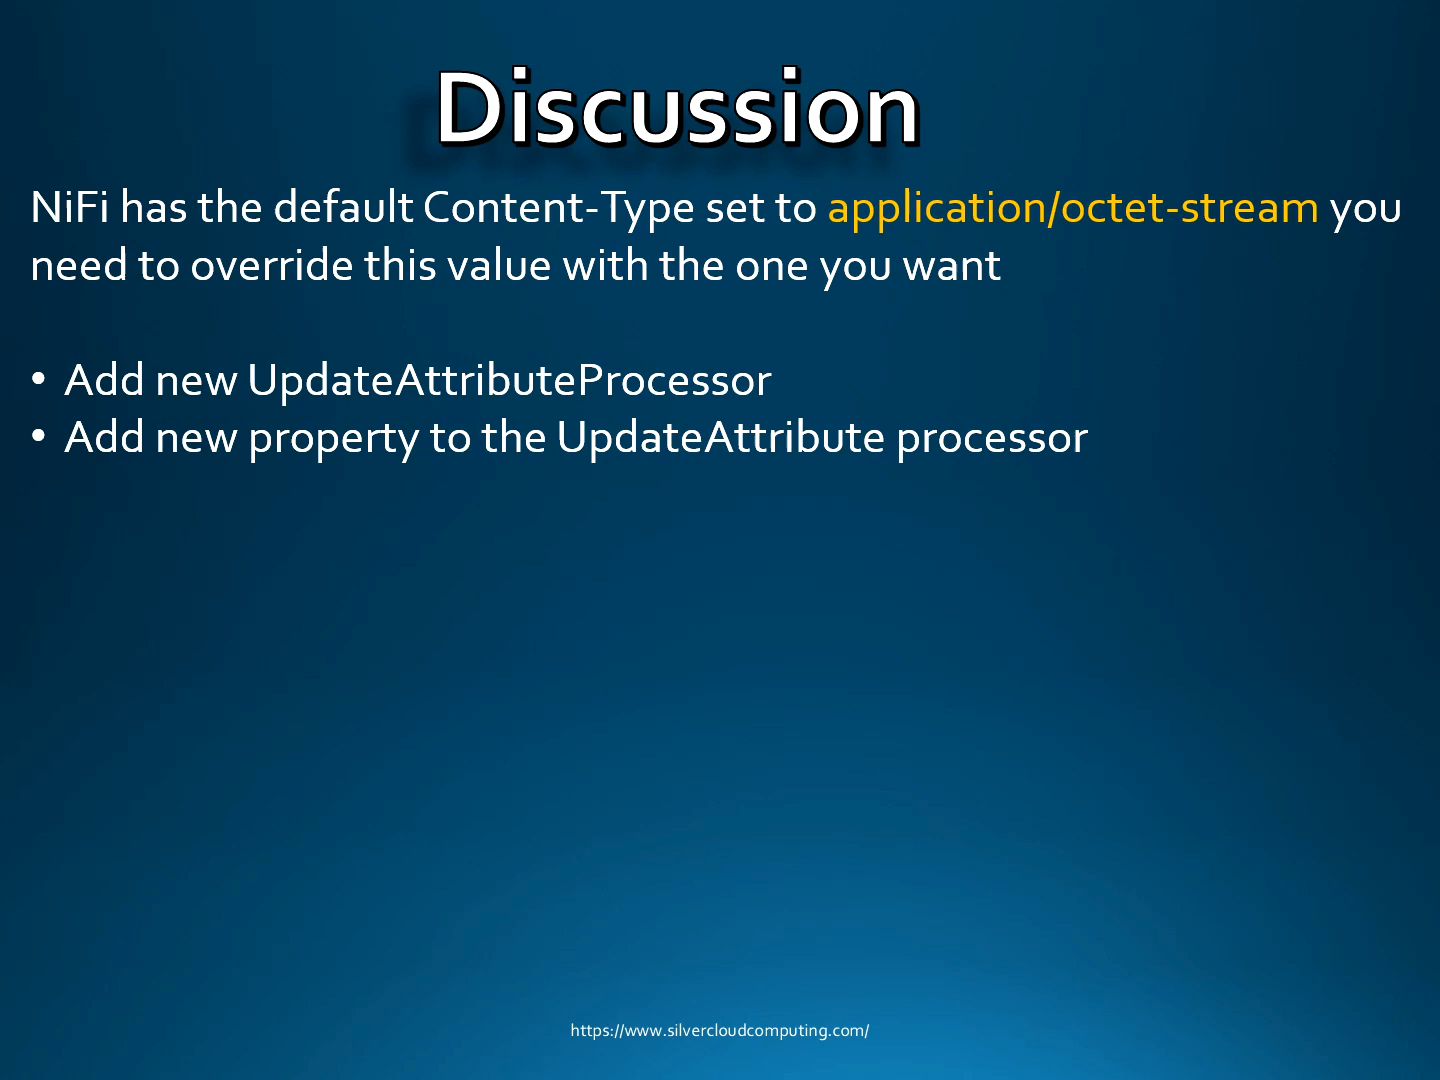 Discussion
NiFi has the default Content-Type set to application/octet-stream you
need to override this value with the one you want
• Add new UpdateAttributeProcessor
• Add new property to the UpdateAttribute processor
https://www.silvercloudcomputing.com/